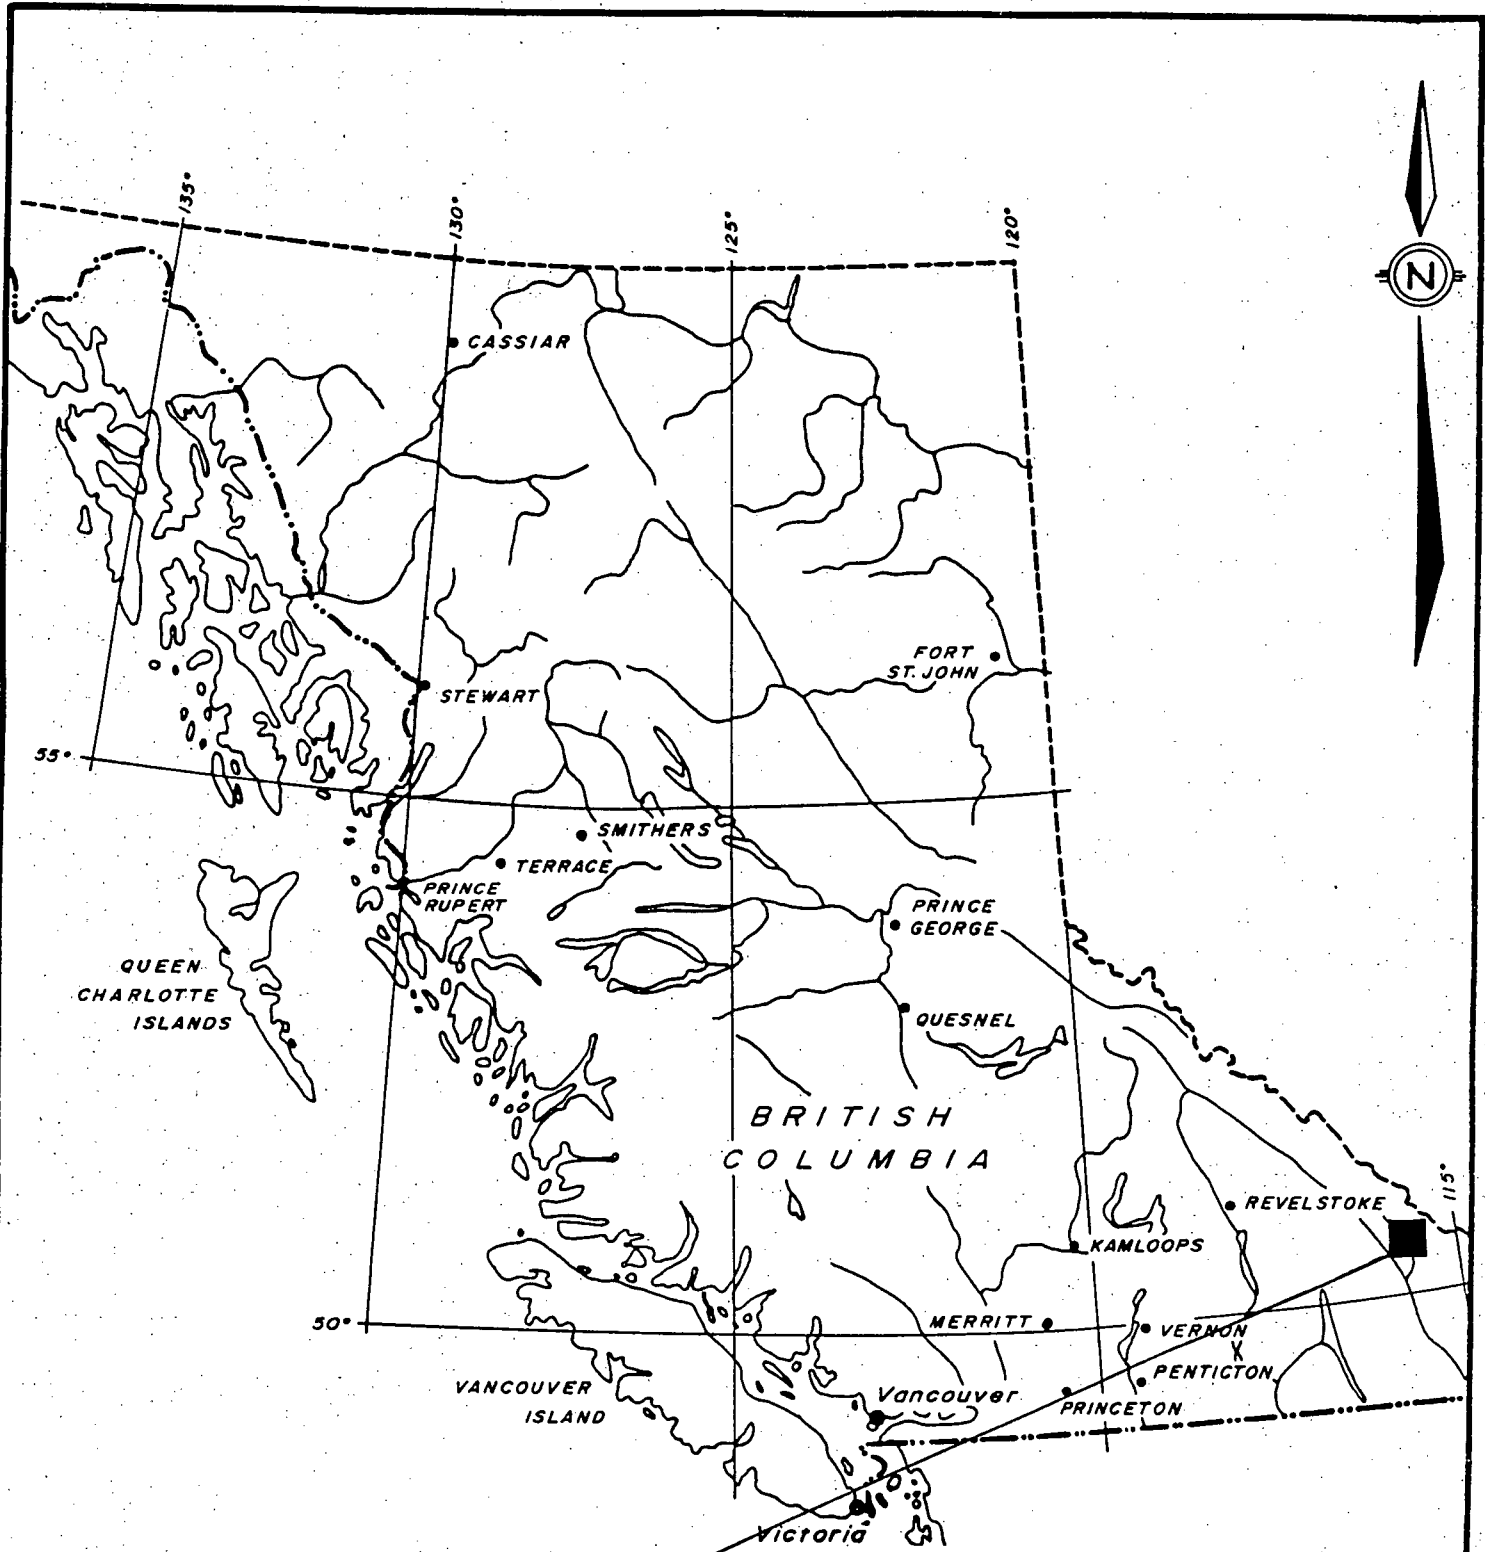 135°
130°
125°
120°
N
CASSIAR
FORT
ST. JOHN
STEWART
55°
SMITHERS
TERRACE
PRINCE
RUPERT
PRINCE
GEORGE
QUEEN
CHARLOTTE
ISLANDS
QUESNEL
BRITISH
COLUMBIA
115°
REVELSTOKE
KAMLOOPS
50°
MERRITT
VERNON
X
PENTICTON
VANCOUVER
ISLAND
Vancouver
PRINCETON
Victoria